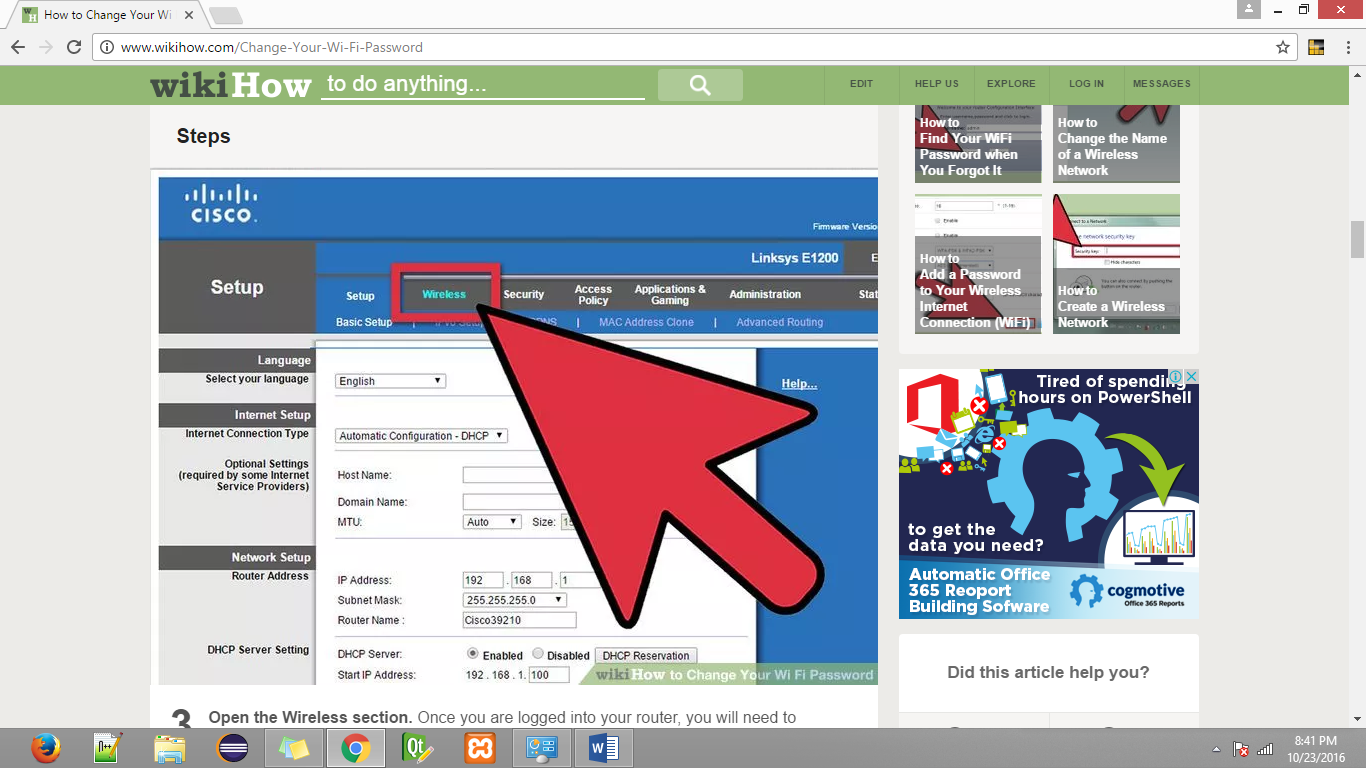 How to Change Your Wi
www.wikihow.com/Change-Your-Wi-Fi-Password
wikiHow to do anything...
EDIT
HELP US
EXPLORE
LOG IN
MESSAGES
Steps
CISCO.
Firmware Versio
Linksys E1200
Setup
Setup
Wireless
Security
Access
Policy
Applications &
Gaming
Administration
Stat
Basic Setup
|
|
MAC Address Clone
|
Advanced Routing
Language
Select your language
English
Help...
Internet Setup
Internet Connection Type
Automatic Configuration - DHCP
Optional Settings
(required by some Internet
Service Providers)
Host Name:
Domain Name:
MTU:
Auto
Size:
Network Setup
Router Address
IP Address:
192 . 168 . 1
Subnet Mask:
255.255.255.0
Router Name :
Cisco39210
DHCP Server Setting
DHCP Server:
Enabled
Disabled
DHCP Reservation
Start IP Address:
192 . 168 . 1. 100
wikiHow to Change Your Wi Fi Password
3
Open the Wireless section. Once you are logged into your router, you will need to
How to
Find Your WiFi
Password when
You Forgot It
How to
Change the Name
of a Wireless
Network
How to
Add a Password
to Your Wireless
Internet
Connection (WiFi)
Enable
network security key
Security key:
Hide characters
How to
Create a Wireless
Network
Tired of spending
hours on PowerShell
to get the
data you need?
Automatic Office
365 Reoport
Building Sofware
cogmotive
Office 365 Reports
Did this article help you?
8:41 PM
10/23/2016